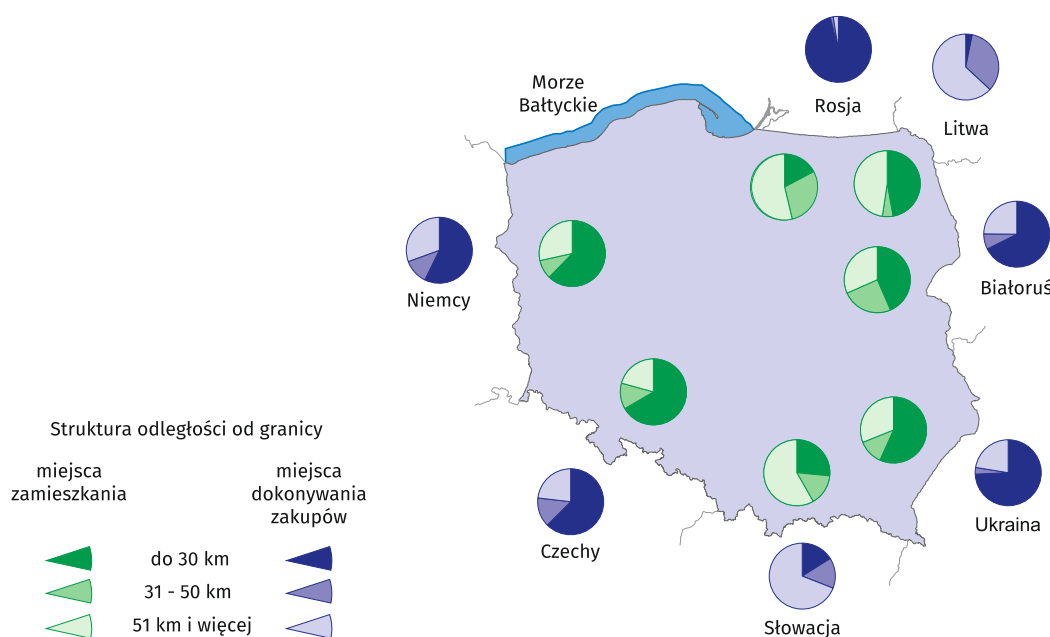 Morze
Bałtyckie
Rosja
Litwa
Białoruś
Niemcy
Struktura odległości od granicy
miejsca
zamieszkania
miejsca
dokonywania
zakupów
do 30 km
31 - 50 km
51 km i więcej
Czechy
Ukraina
Słowacja